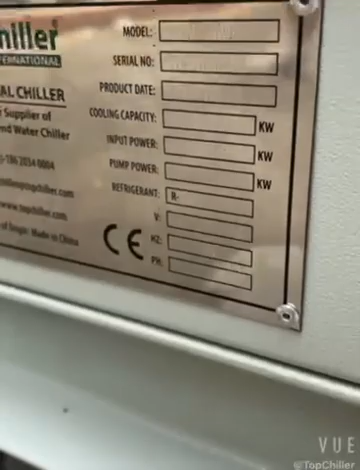 hiller
INTERNATIONAL
AL CHILLER
Supplier of
nd Water Chiller
www.topchiller.com
Made in China
CE
MODEL:
SERIAL NO:
PRODUCT DATE:
COOLING CAPACITY: KW
INPUT POWER: KW
PUMP POWER: KW
REFRIGERANT: R-
V:
HZ:
PH:
VUE
@TopChiller